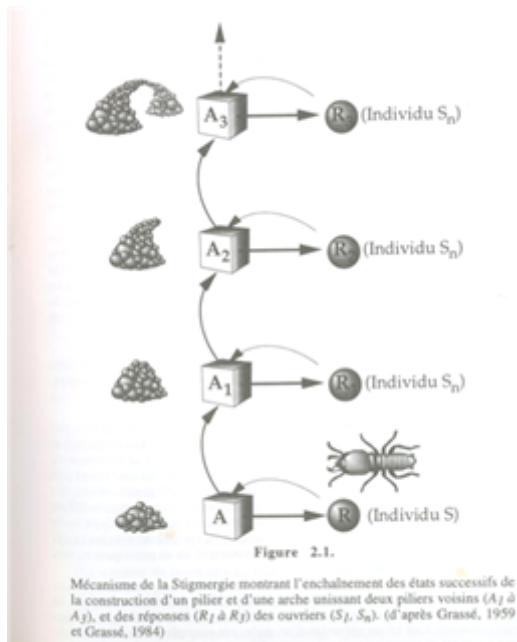 A₃ R₃ (Individu Sₙ)
A₂ R₂ (Individu Sₙ)
A₁ R₁ (Individu Sₙ)
A R (Individu S)
Figure 2.1.
Mécanisme de la Stigmergie montrant l'enchaînement des états successifs de
la construction d'un pilier et d'une arche unissant deux piliers voisins (A₁ à
A₃), et des réponses (R₁ à R₃) des ouvriers (S₁, Sₙ). (d'après Grassé, 1959
et Grassé, 1984)